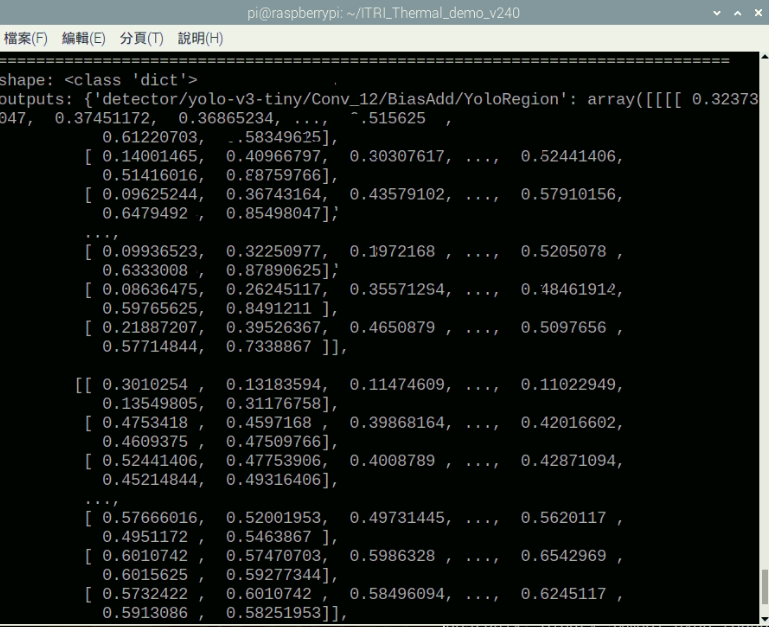 pi@raspberrypi: ~/ITRI_Thermal_demo_v240
檔案(F) 編輯(E) 分頁(T) 說明(H)
================================================================================
shape: <class 'dict'>
outputs: {'detector/yolo-v3-tiny/Conv_12/BiasAdd/YoloRegion': array([[[[ 0.32373
047, 0.37451172, 0.36865234, ..., .515625 ,
0.61220703, .58349625],
[ 0.14001465, 0.40966797, 0.30307617, ..., 0.52441406,
0.51416016, 0.88759766],
[ 0.09625244, 0.36743164, 0.43579102, ..., 0.57910156,
0.6479492 , 0.85498047],
...,
[ 0.09936523, 0.32250977, 0.1972168 , ..., 0.5205078 ,
0.6333008 , 0.87890625],
[ 0.08636475, 0.26245117, 0.35571294, ..., 0.48461914,
0.59765625, 0.8491211 ],
[ 0.21887207, 0.39526367, 0.4650879 , ..., 0.5097656 ,
0.57714844, 0.7338867 ]],
[[ 0.3010254 , 0.13183594, 0.11474609, ..., 0.11022949,
0.13549805, 0.31176758],
[ 0.4753418 , 0.4597168 , 0.39868164, ..., 0.42016602,
0.4609375 , 0.47509766],
[ 0.52441406, 0.47753906, 0.4008789 , ..., 0.42871094,
0.45214844, 0.49316406],
...,
[ 0.57666016, 0.52001953, 0.49731445, ..., 0.5620117 ,
0.4951172 , 0.5463867 ],
[ 0.6010742 , 0.57470703, 0.5986328 , ..., 0.6542969 ,
0.6015625 , 0.59277344],
[ 0.5732422 , 0.6010742 , 0.58496094, ..., 0.6245117 ,
0.5913086 , 0.58251953]],